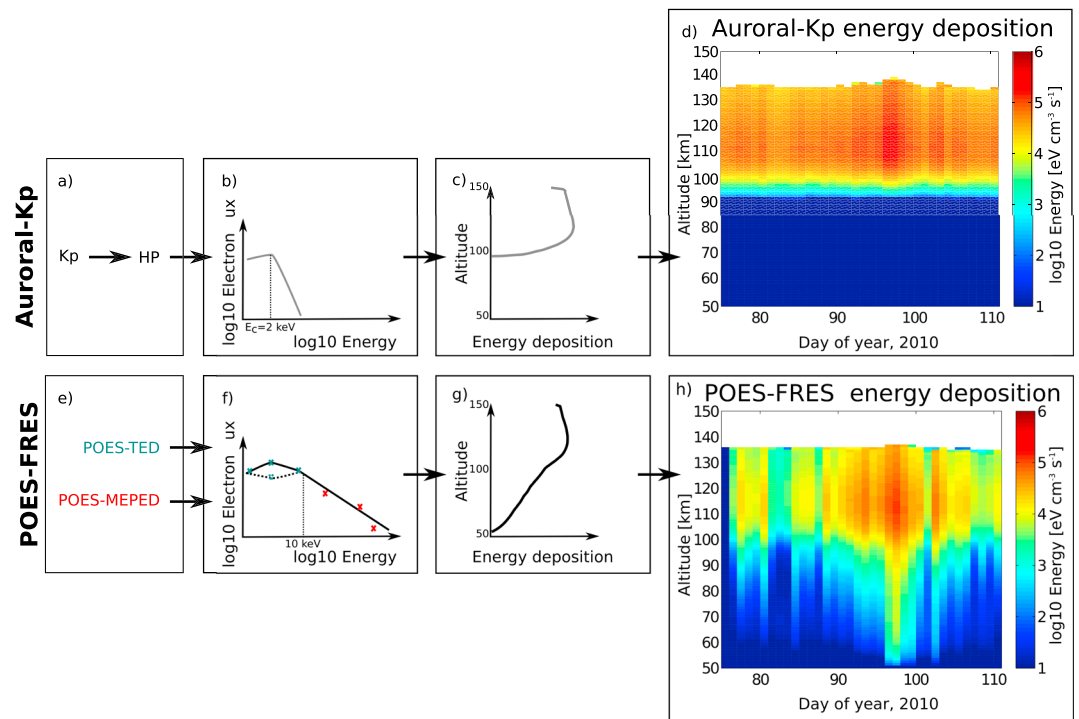 Auroral-Kp
a)
Kp
HP
b)
log10 Electron ux
E_C=2 keV
log10 Energy
c)
150
100
50
Altitude
Energy deposition
d)
Auroral-Kp energy deposition
150
140
130
120
110
100
90
80
70
60
50
Altitude [km]
80
90
100
110
Day of year, 2010
6
5
4
3
2
1
log10 Energy [eV cm⁻³ s⁻¹]
POES-FRES
e)
POES-TED
POES-MEPED
f)
log10 Electron ux
10 keV
log10 Energy
g)
150
100
50
Altitude
Energy deposition
h)
POES-FRES energy deposition
150
140
130
120
110
100
90
80
70
60
50
Altitude [km]
80
90
100
110
Day of year, 2010
6
5
4
3
2
1
log10 Energy [eV cm⁻³ s⁻¹]